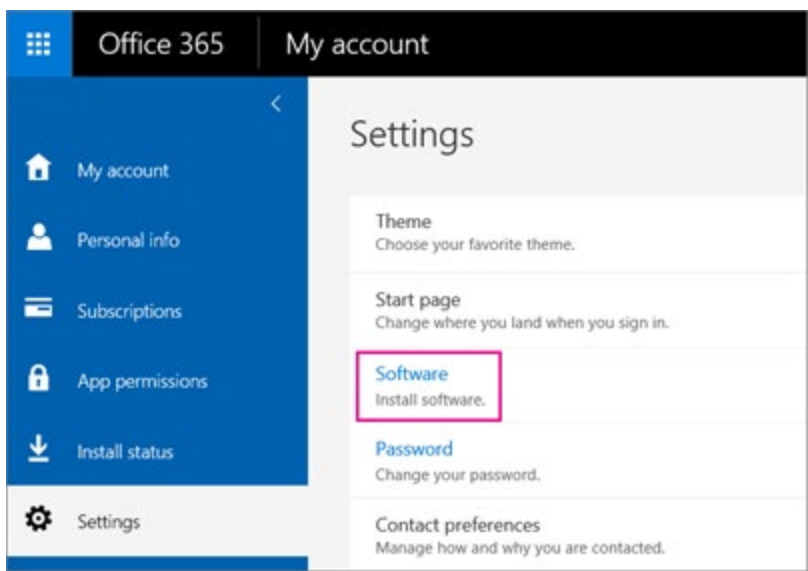 Office 365 My account
My account
Personal info
Subscriptions
App permissions
Install status
Settings
Settings
Theme
Choose your favorite theme.
Start page
Change where you land when you sign in.
Software
Install software.
Password
Change your password.
Contact preferences
Manage how and why you are contacted.